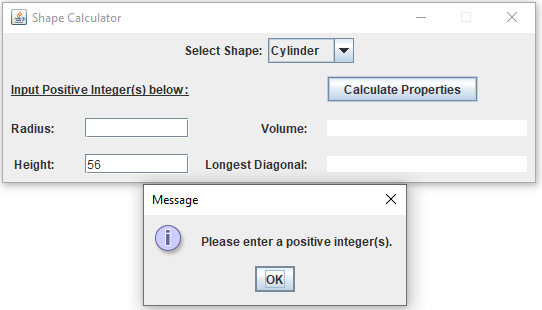 Shape Calculator
Select Shape: Cylinder
Input Positive Integer(s) below: Calculate Properties
Radius: Volume:
Height: 56 Longest Diagonal:
Message
Please enter a positive integer(s).
OK